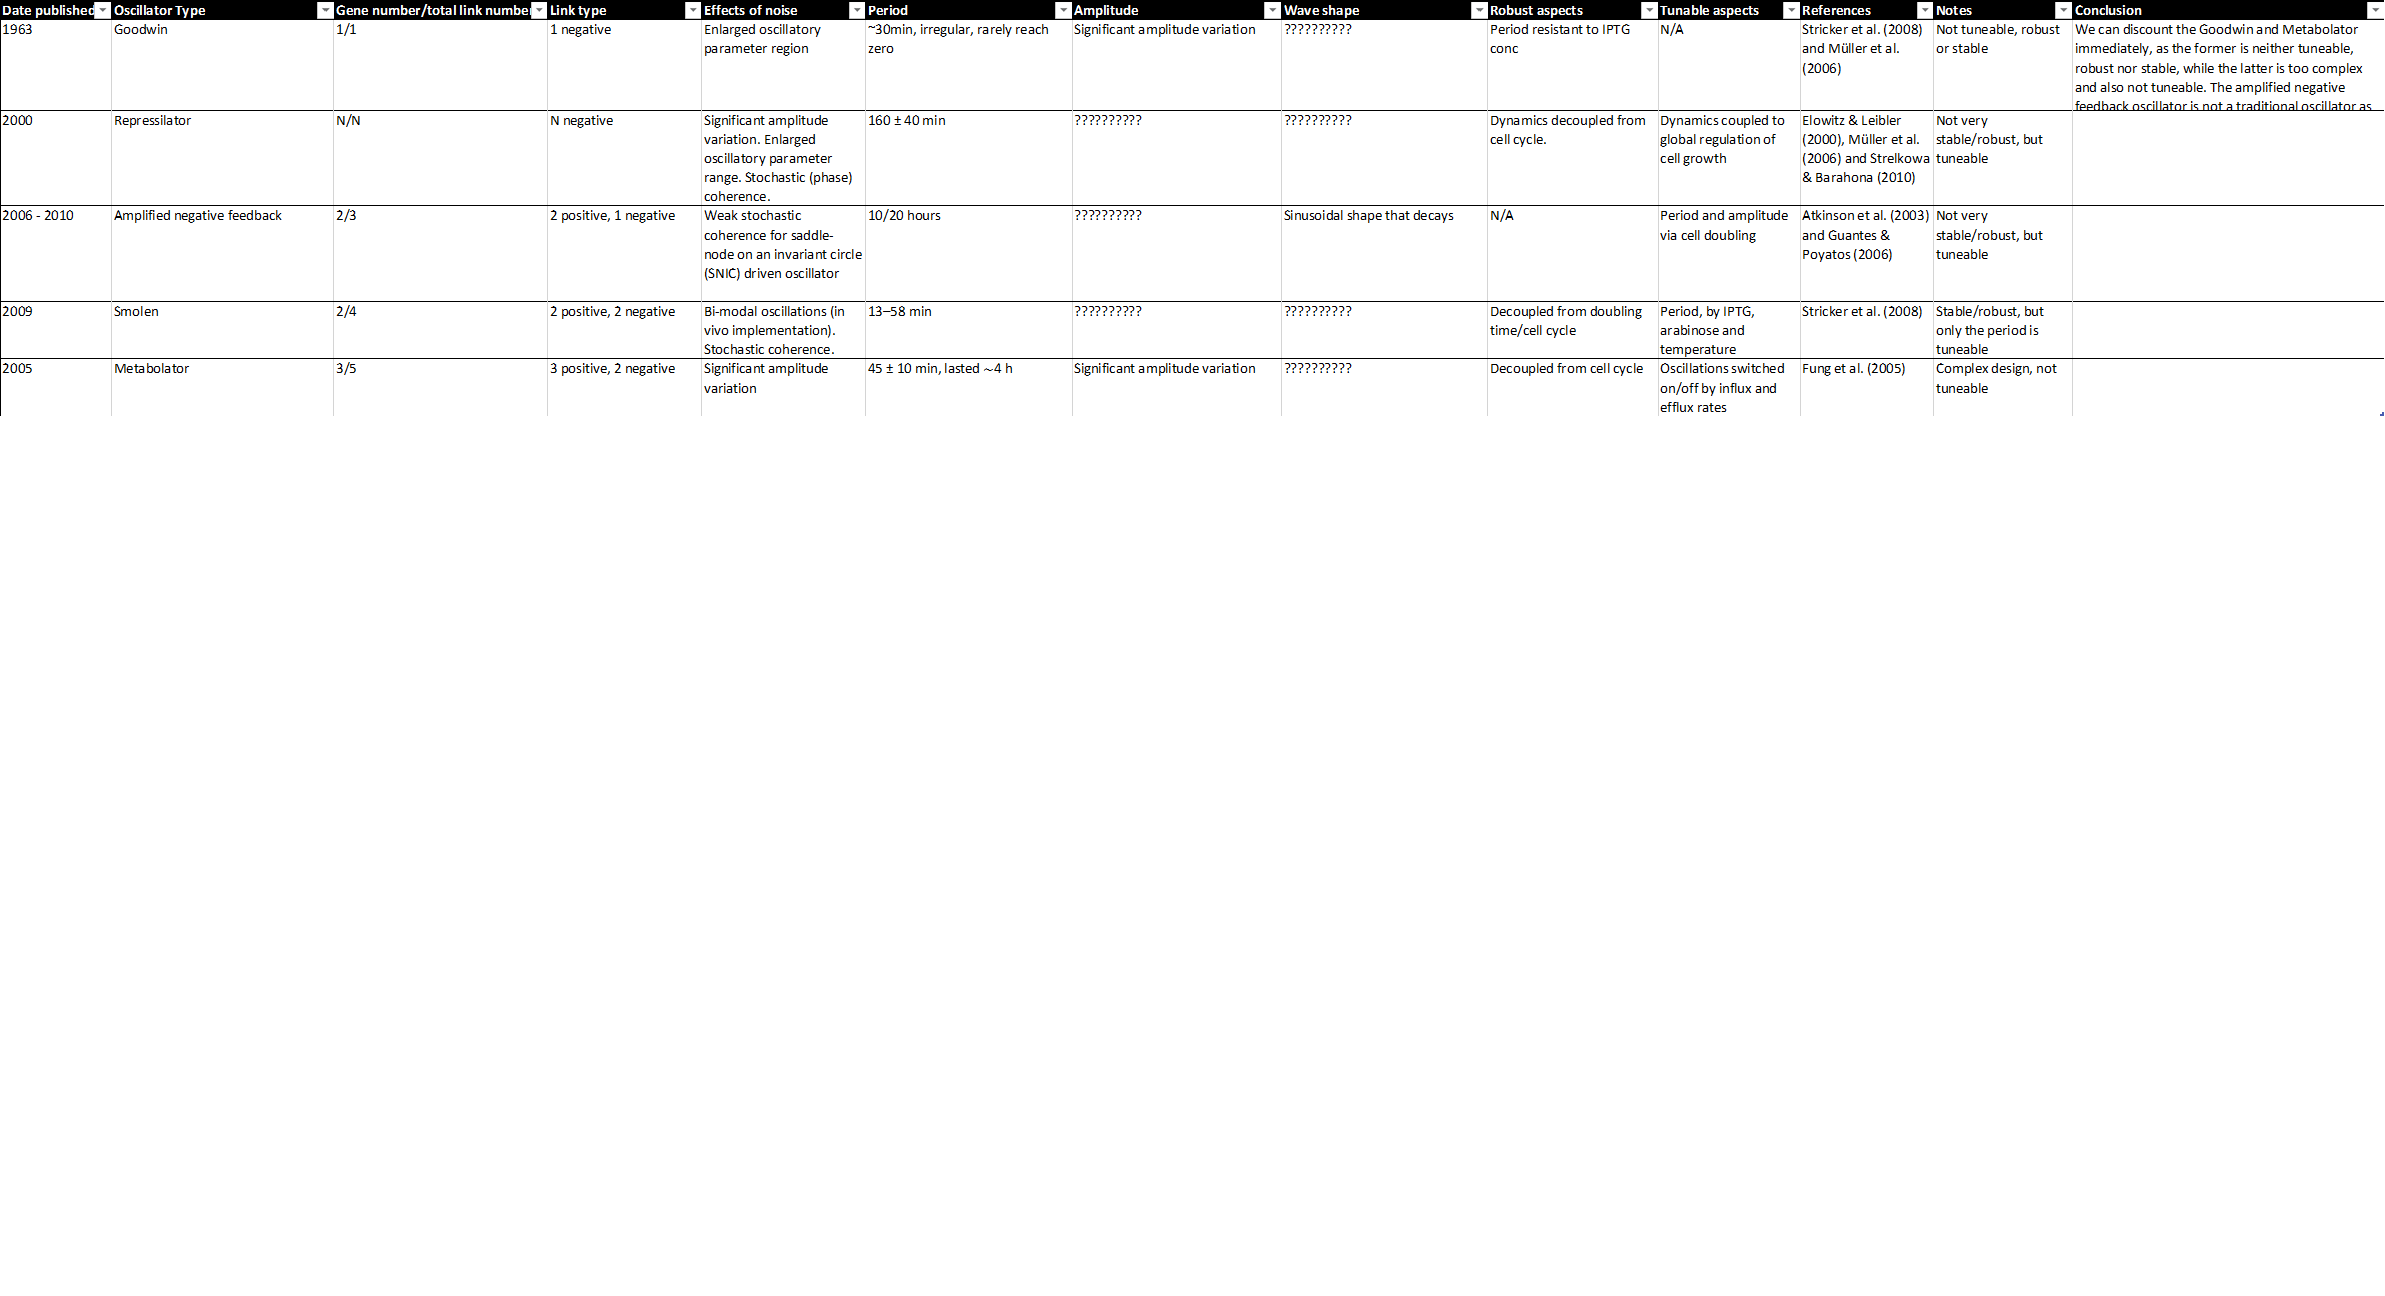 Date published Oscillator Type Gene number/total link number Link type Effects of noise Period Amplitude Wave shape Robust aspects Tunable aspects References Notes Conclusion
1963
Goodwin
1/1
1 negative
Enlarged oscillatory
parameter region
~30min, irregular, rarely reach
zero
Significant amplitude variation
??????????
Period resistant to IPTG
conc
N/A
Stricker et al. (2008)
and Müller et al.
(2006)
Not tuneable, robust
or stable
We can discount the Goodwin and Metabolator
immediately, as the former is neither tuneable,
robust nor stable, while the latter is too complex
and also not tuneable. The amplified negative
feedback oscillator is not a traditional oscillator as
2000
Repressilator
N/N
N negative
Significant amplitude
variation. Enlarged
oscillatory parameter
range. Stochastic (phase)
coherence.
160 ± 40 min
??????????
??????????
Dynamics decoupled from
cell cycle.
Dynamics coupled to
global regulation of
cell growth
Elowitz & Leibler
(2000), Müller et al.
(2006) and Strelkowa
& Barahona (2010)
Not very
stable/robust, but
tuneable
2006 - 2010
Amplified negative feedback
2/3
2 positive, 1 negative
Weak stochastic
coherence for saddle-
node on an invariant circle
(SNIC) driven oscillator
10/20 hours
??????????
Sinusoidal shape that decays
N/A
Period and amplitude
via cell doubling
Atkinson et al. (2003)
and Guantes &
Poyatos (2006)
Not very
stable/robust, but
tuneable
2009
Smolen
2/4
2 positive, 2 negative
Bi-modal oscillations (in
vivo implementation).
Stochastic coherence.
13–58 min
??????????
??????????
Decoupled from doubling
time/cell cycle
Period, by IPTG,
arabinose and
temperature
Stricker et al. (2008)
Stable/robust, but
only the period is
tuneable
2005
Metabolator
3/5
3 positive, 2 negative
Significant amplitude
variation
45 ± 10 min, lasted ∼4 h
Significant amplitude variation
??????????
Decoupled from cell cycle
Oscillations switched
on/off by influx and
efflux rates
Fung et al. (2005)
Complex design, not
tuneable